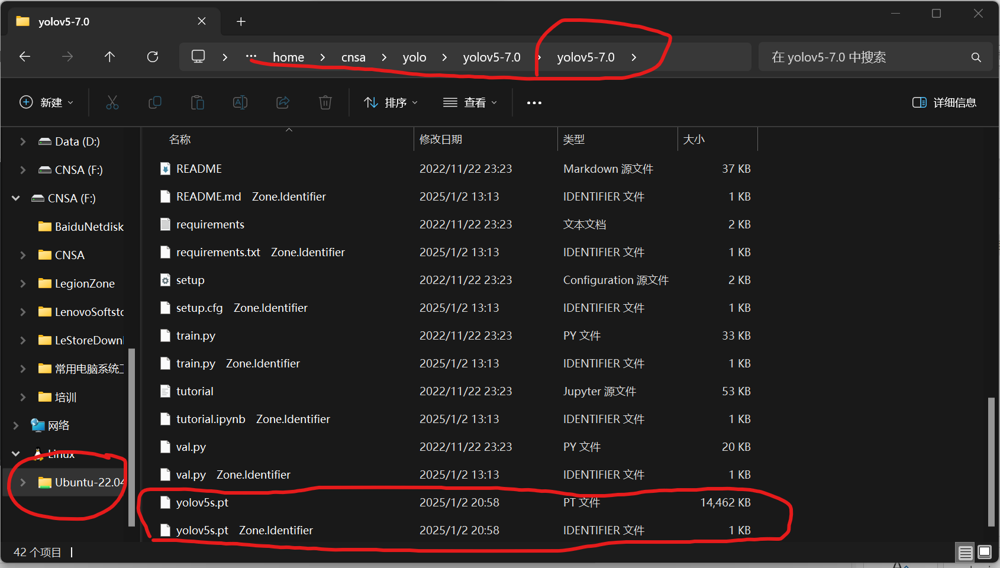 yolov5-7.0
home > cnsa > yolo > yolov5-7.0 > yolov5-7.0 >
在 yolov5-7.0 中搜索
新建
排序
查看
详细信息
Data (D:)
CNSA (F:)
CNSA (F:)
BaiduNetdisk
CNSA
LegionZone
LenovoSoftsto
LeStoreDownl
常用电脑系统工
培训
网络
Linux
Ubuntu-22.04
名称 修改日期 类型 大小
README 2022/11/22 23:23 Markdown 源文件 37 KB
README.md Zone.Identifier 2025/1/2 13:13 IDENTIFIER 文件 1 KB
requirements 2022/11/22 23:23 文本文档 2 KB
requirements.txt Zone.Identifier 2025/1/2 13:13 IDENTIFIER 文件 1 KB
setup 2022/11/22 23:23 Configuration 源文件 2 KB
setup.cfg Zone.Identifier 2025/1/2 13:13 IDENTIFIER 文件 1 KB
train.py 2022/11/22 23:23 PY 文件 33 KB
train.py Zone.Identifier 2025/1/2 13:13 IDENTIFIER 文件 1 KB
tutorial 2022/11/22 23:23 Jupyter 源文件 53 KB
tutorial.ipynb Zone.Identifier 2025/1/2 13:13 IDENTIFIER 文件 1 KB
val.py 2022/11/22 23:23 PY 文件 20 KB
val.py Zone.Identifier 2025/1/2 13:13 IDENTIFIER 文件 1 KB
yolov5s.pt 2025/1/2 20:58 PT 文件 14,462 KB
yolov5s.pt Zone.Identifier 2025/1/2 20:58 IDENTIFIER 文件 1 KB
42 个项目